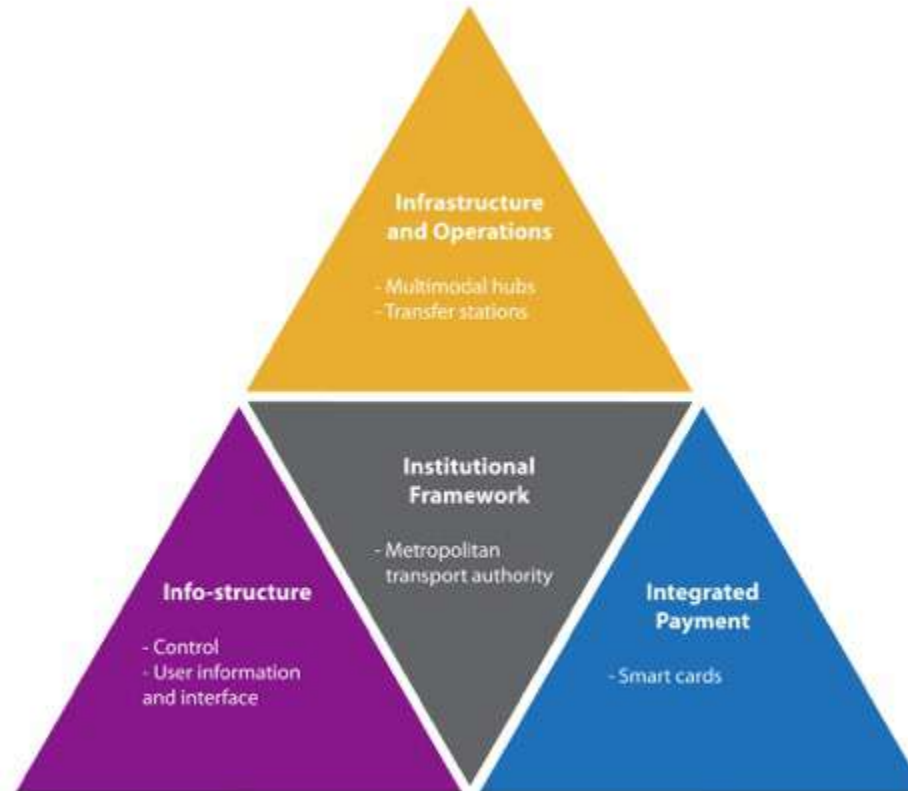 Infrastructure
and Operations
- Multimodal hubs
- Transfer stations
Institutional
Framework
- Metropolitan
transport authority
Info-structure
- Control
- User information
and interface
Integrated
Payment
- Smart cards